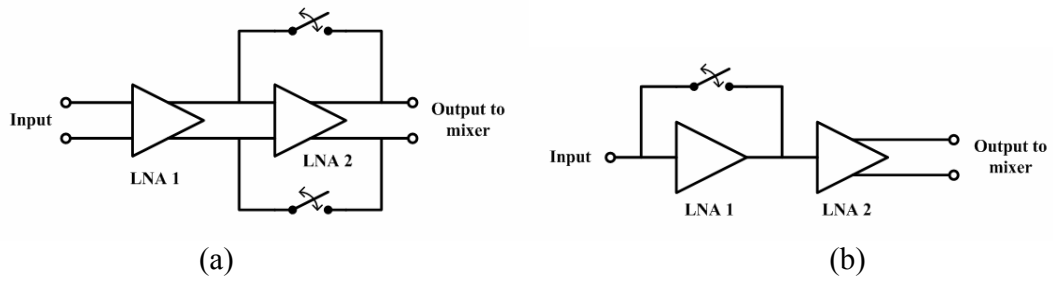 Input
LNA 1
LNA 2
Output to
mixer
(a)
Input
LNA 1
LNA 2
Output to
mixer
(b)